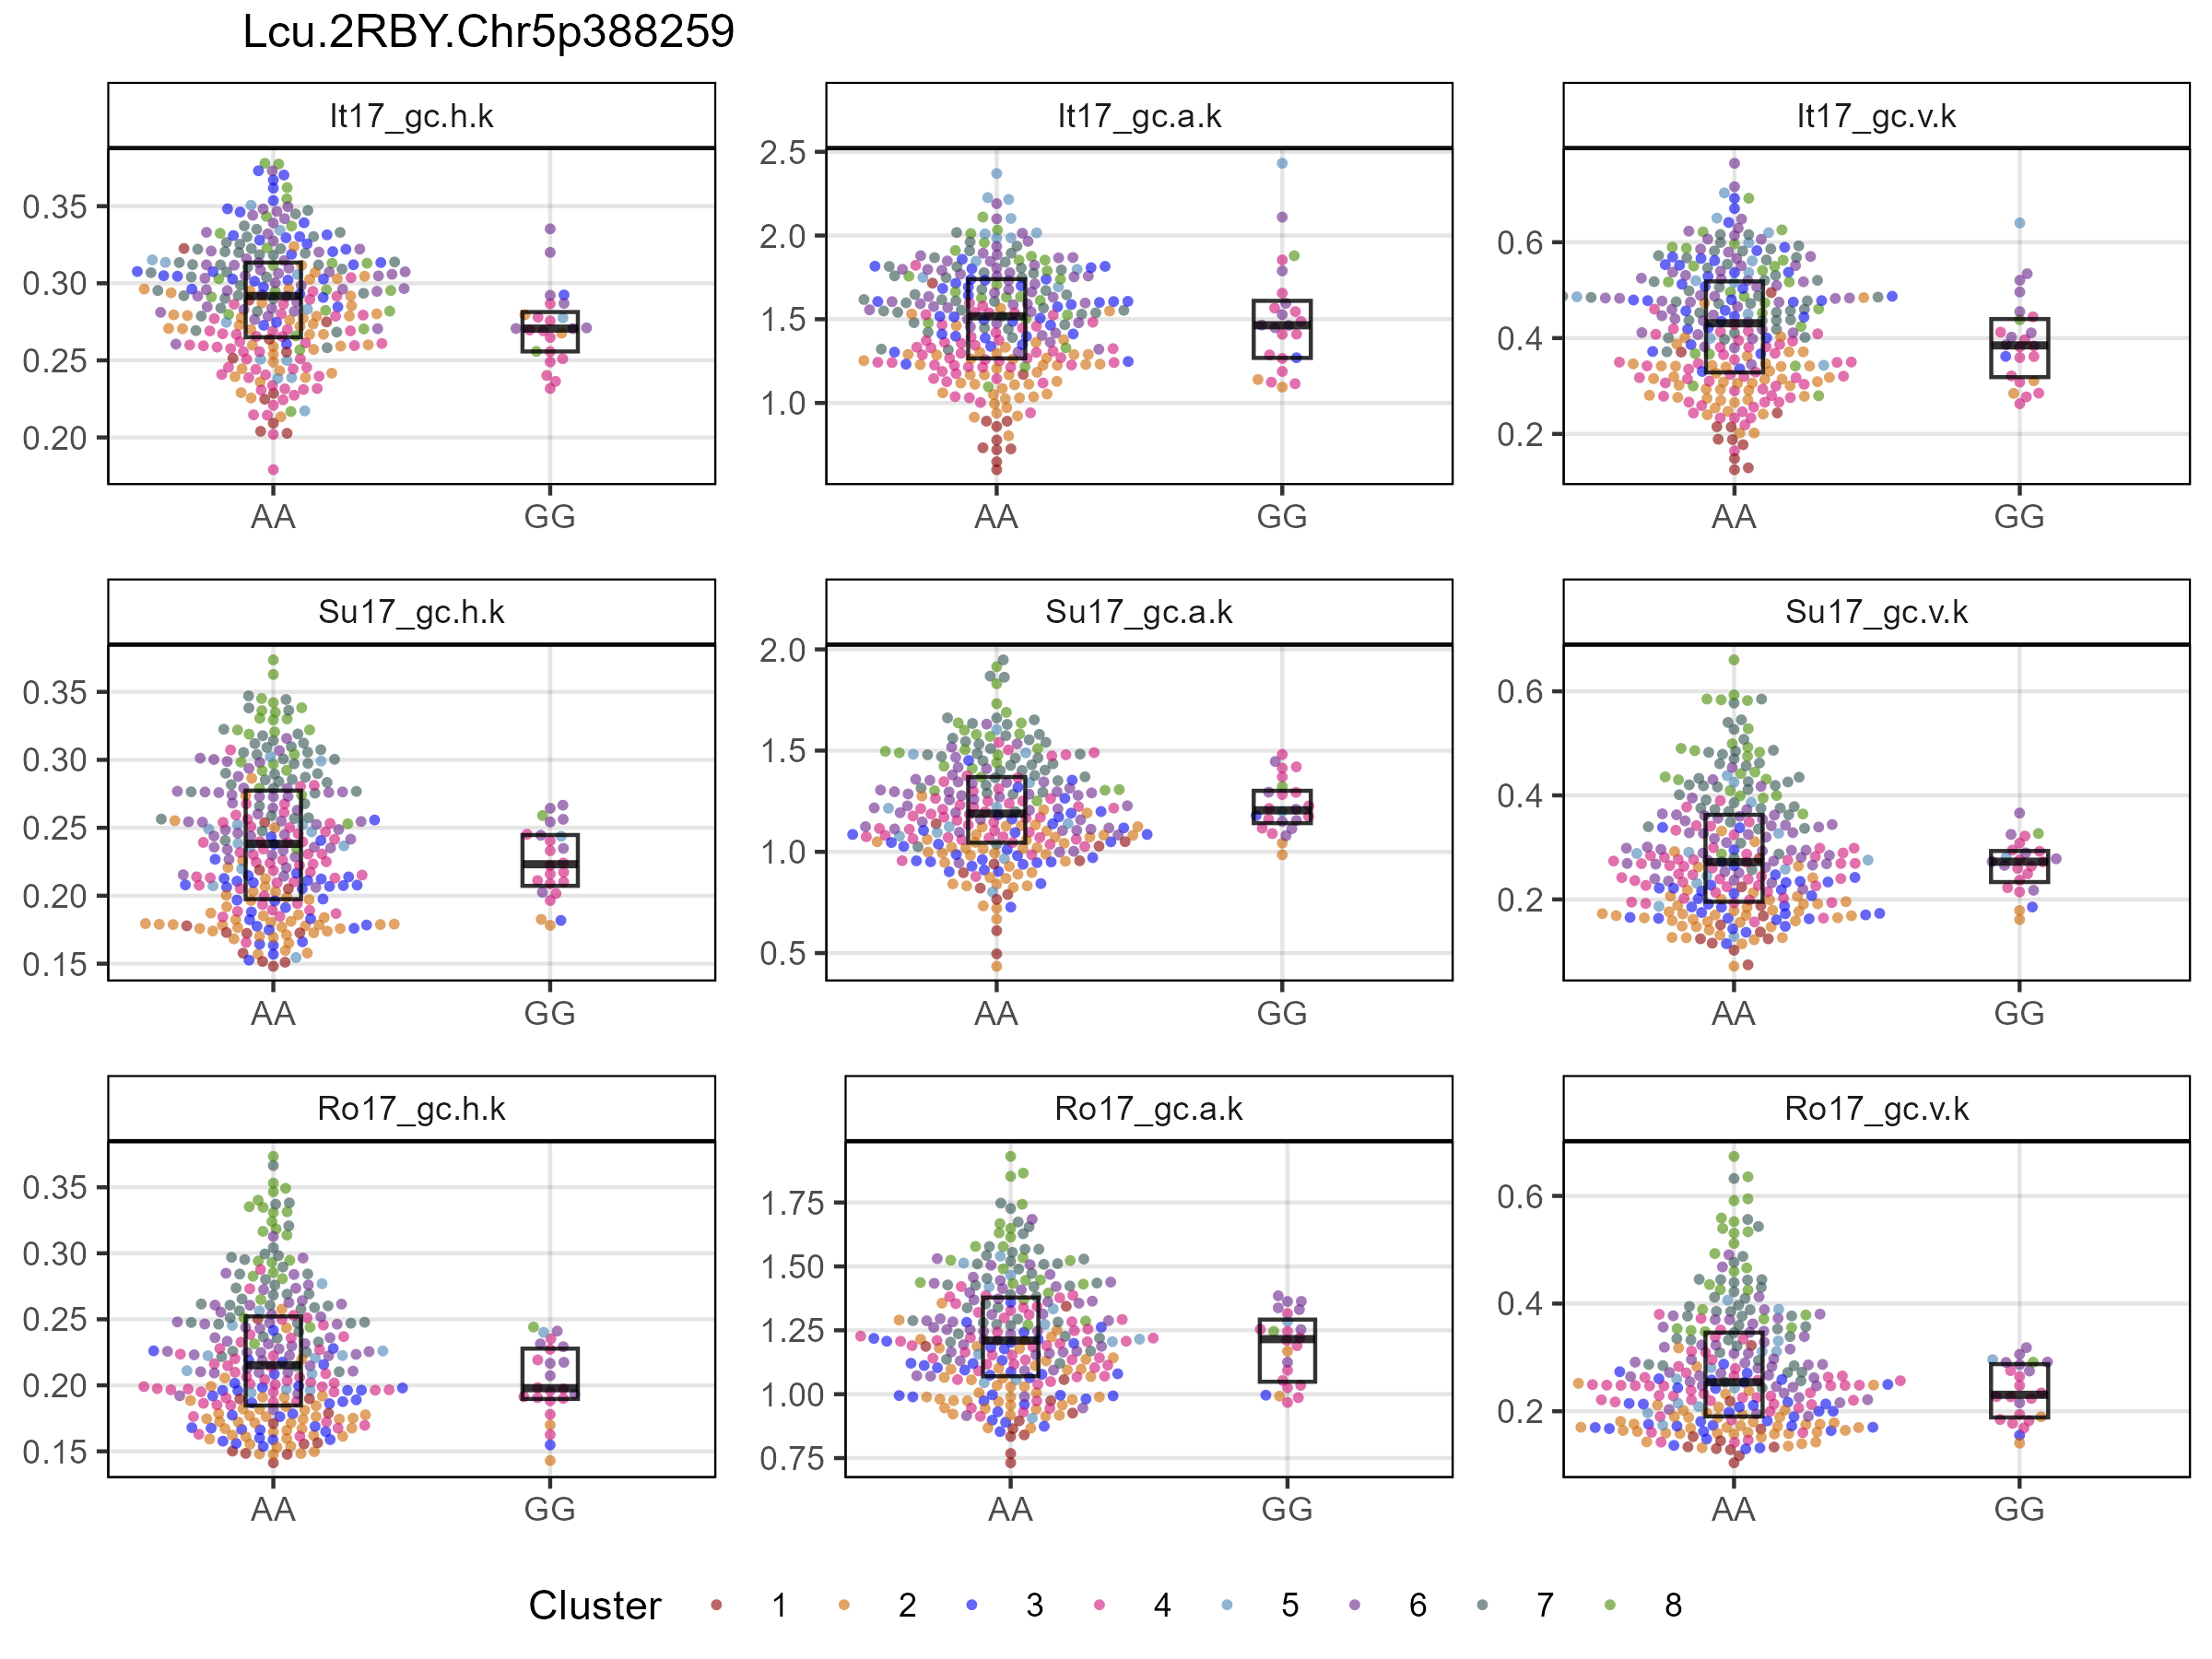 Lcu.2RBY.Chr5p388259
It17_gc.h.k
It17_gc.a.k
It17_gc.v.k
0.35
0.30
0.25
0.20
2.5
2.0
1.5
1.0
0.6
0.4
0.2
AA
GG
AA
GG
AA
GG
Su17_gc.h.k
Su17_gc.a.k
Su17_gc.v.k
0.35
0.30
0.25
0.20
0.15
2.0
1.5
1.0
0.5
0.6
0.4
0.2
AA
GG
AA
GG
AA
GG
Ro17_gc.h.k
Ro17_gc.a.k
Ro17_gc.v.k
0.35
0.30
0.25
0.20
0.15
1.75
1.50
1.25
1.00
0.75
0.6
0.4
0.2
AA
GG
AA
GG
AA
GG
Cluster 1 2 3 4 5 6 7 8